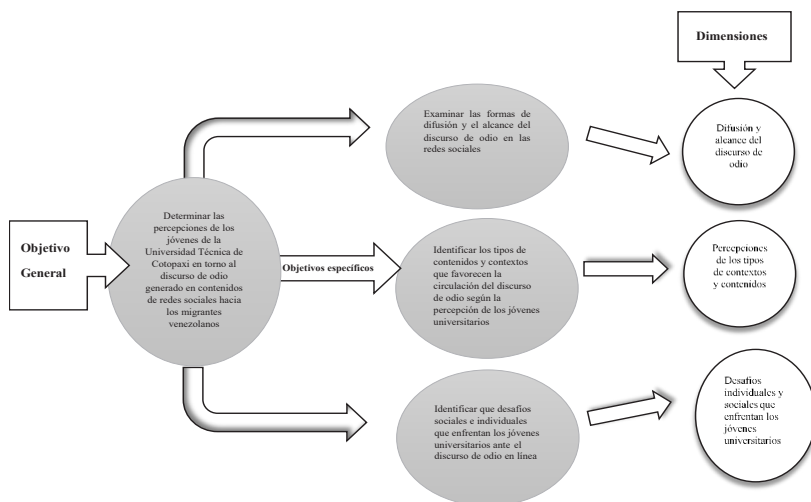 Dimensiones
Examinar las formas de
difusión y el alcance del
discurso de odio en las
redes sociales
Difusión y
alcance del
discurso de
odio
Objetivo
General
Determinar las
percepciones de los
jóvenes de la
Universidad Técnica de
Cotopaxi en torno al
discurso de odio
generado en contenidos
de redes sociales hacia
los migrantes
venezolanos
Objetivos específicos
Identificar los tipos de
contenidos y contextos
que favorecen la
circulación del discurso
de odio según la
percepción de los jóvenes
universitarios
Percepciones
de los tipos
de contextos
y contenidos
Identificar que desafíos
sociales e individuales
que enfrentan los jóvenes
universitarios ante el
discurso de odio en línea
Desafíos
individuales y
sociales que
enfrentan los
jóvenes
universitarios